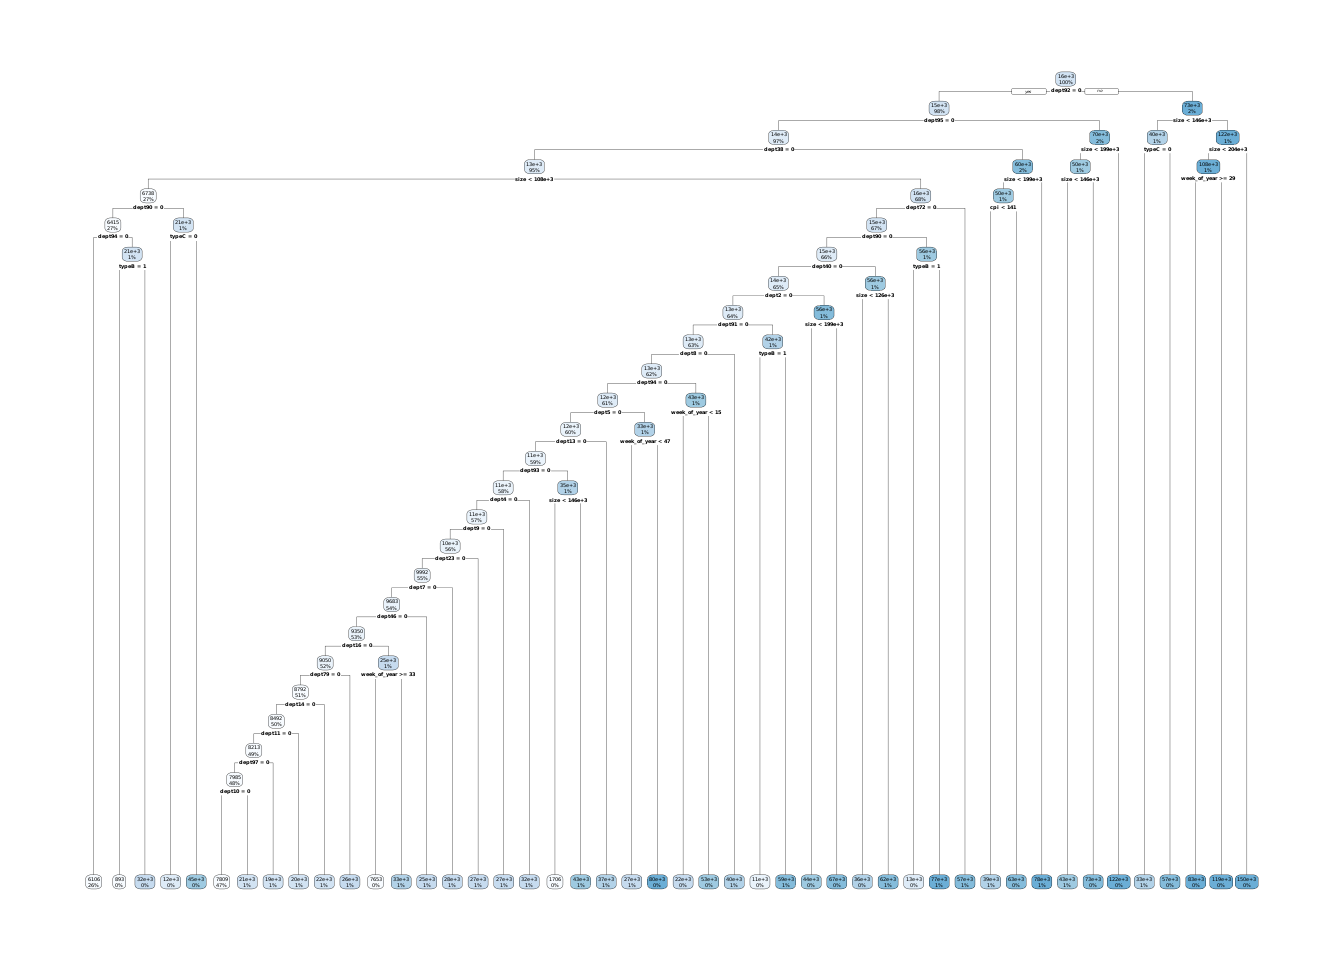 16e+3
100%
yes
dept92 = 0
no
15e+3
98%
73e+3
2%
dept95 = 0
size < 146e+3
14e+3
97%
70e+3
2%
40e+3
1%
122e+3
1%
dept38 = 0
size < 199e+3
typeC = 0
size < 204e+3
13e+3
95%
60e+3
2%
50e+3
1%
108e+3
1%
size < 108e+3
size < 199e+3
size < 146e+3
week_of_year >= 29
6738
27%
16e+3
68%
50e+3
1%
dept90 = 0
dept72 = 0
cpi < 141
6415
27%
21e+3
1%
15e+3
67%
dept94 = 0
typeC = 0
dept90 = 0
21e+3
1%
15e+3
66%
56e+3
1%
typeB = 1
dept40 = 0
typeB = 1
14e+3
65%
56e+3
1%
dept2 = 0
size < 126e+3
13e+3
64%
56e+3
1%
dept91 = 0
size < 199e+3
13e+3
63%
42e+3
1%
dept8 = 0
typeB = 1
13e+3
62%
dept94 = 0
12e+3
61%
43e+3
1%
dept5 = 0
week_of_year < 15
12e+3
60%
33e+3
1%
dept13 = 0
week_of_year < 47
11e+3
59%
dept93 = 0
11e+3
58%
35e+3
1%
dept4 = 0
size < 146e+3
11e+3
57%
dept9 = 0
10e+3
56%
dept23 = 0
9992
55%
dept7 = 0
9683
54%
dept46 = 0
9350
53%
dept16 = 0
9050
52%
25e+3
1%
dept79 = 0
week_of_year >= 33
8792
51%
dept14 = 0
8492
50%
dept11 = 0
8213
49%
dept97 = 0
7985
48%
dept10 = 0
6106 893 32e+3 12e+3 45e+3 7809 21e+3 19e+3 20e+3 22e+3 26e+3 7653 33e+3 25e+3 28e+3 27e+3 27e+3 32e+3 1706 43e+3 37e+3 27e+3 80e+3 22e+3 53e+3 40e+3 11e+3 59e+3 44e+3 67e+3 36e+3 62e+3 13e+3 77e+3 57e+3 39e+3 63e+3 78e+3 43e+3 73e+3 122e+3 33e+3 57e+3 83e+3 119e+3 150e+3
26% 0% 0% 0% 0% 47% 1% 1% 1% 1% 1% 0% 1% 1% 1% 1% 1% 1% 0% 1% 1% 1% 0% 0% 0% 1% 0% 1% 0% 0% 0% 1% 0% 1% 1% 1% 0% 1% 1% 0% 0% 1% 0% 0% 0% 0%